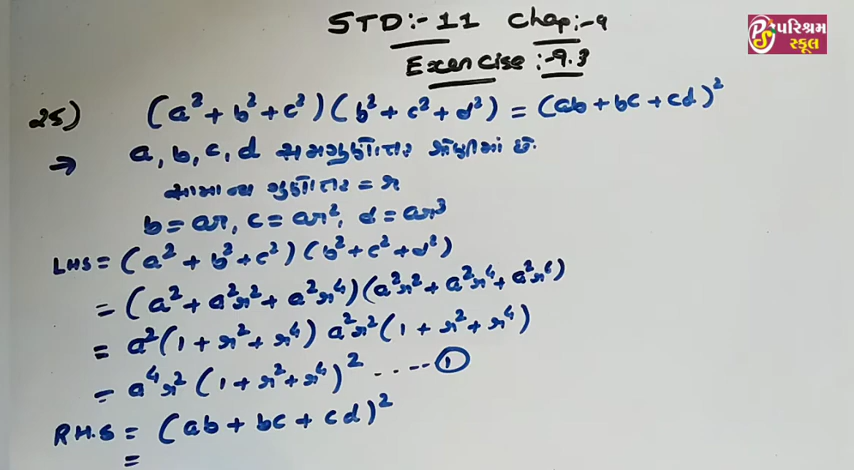 STD:-11 Chap:-9
પરિશ્રમ
સ્કૂલ
Exercise :-9.3
25) (a² + b² + c²) (b² + c² + d²) = (ab + bc + cd)²
→ a, b, c, d સમગુણોત્તર શ્રેણીમાં છે.
સામાન્ય ગુણોત્તર = r
b = ar, c = ar², d = ar³
LHS = (a² + b² + c²) (b² + c² + d²)
= (a² + a²r² + a²r⁴) (a²r² + a²r⁴ + a²r⁶)
= a² (1 + r² + r⁴) a²r² (1 + r² + r⁴)
= a⁴r² (1 + r² + r⁴)² ..... ①
R.H.S = (ab + bc + cd)²
=